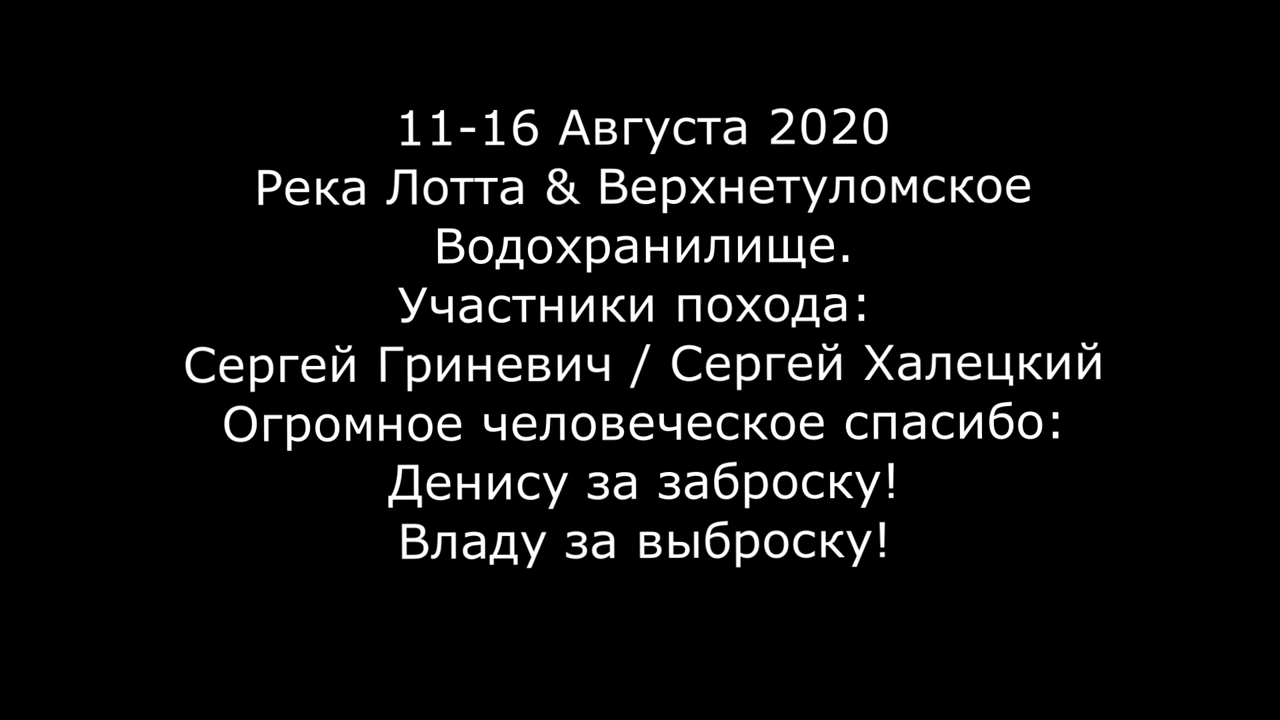 11-16 Августа 2020
Река Лотта & Верхнетуломское
Водохранилище.
Участники похода:
Сергей Гриневич / Сергей Халецкий
Огромное человеческое спасибо:
Денису за заброску!
Владу за выброску!